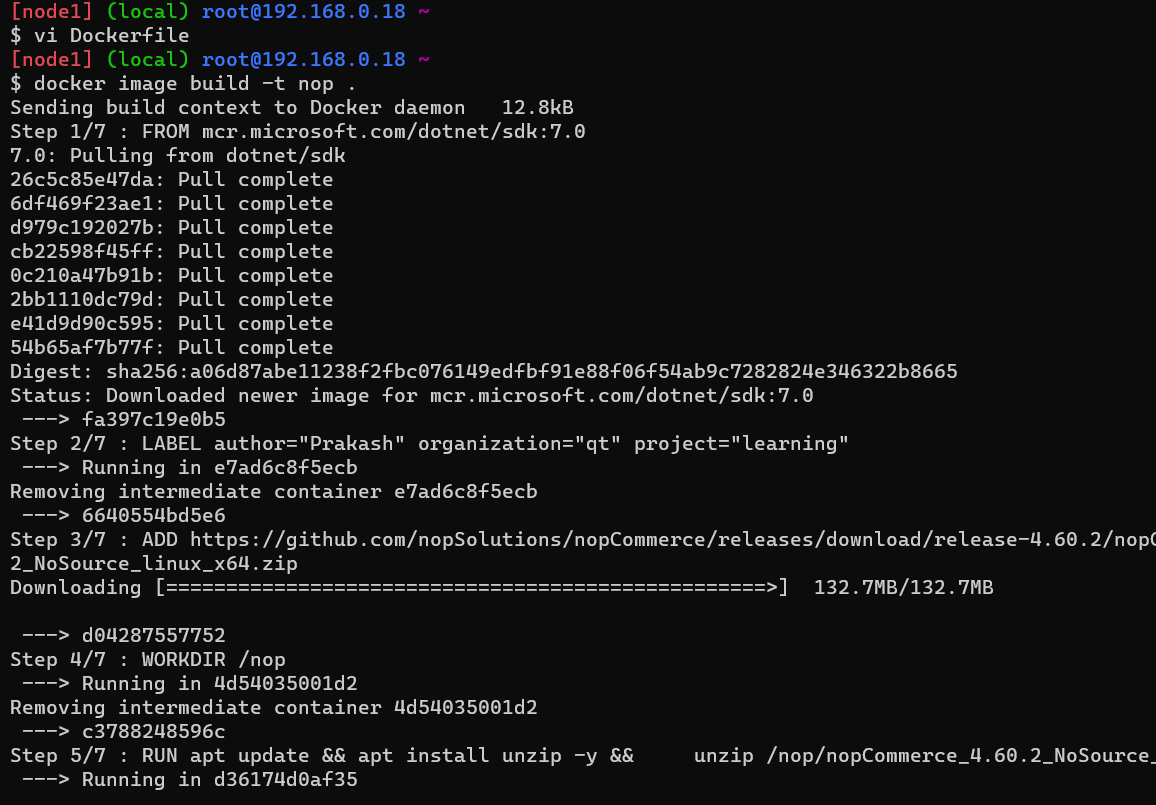 [node1] (local) root@192.168.0.18 ~
$ vi Dockerfile
[node1] (local) root@192.168.0.18 ~
$ docker image build -t nop .
Sending build context to Docker daemon   12.8kB
Step 1/7 : FROM mcr.microsoft.com/dotnet/sdk:7.0
7.0: Pulling from dotnet/sdk
26c5c85e47da: Pull complete
6df469f23ae1: Pull complete
d979c192027b: Pull complete
cb22598f45ff: Pull complete
0c210a47b91b: Pull complete
2bb1110dc79d: Pull complete
e41d9d90c595: Pull complete
54b65af7b77f: Pull complete
Digest: sha256:a06d87abe11238f2fbc076149edfbf91e88f06f54ab9c7282824e346322b8665
Status: Downloaded newer image for mcr.microsoft.com/dotnet/sdk:7.0
 ---> fa397c19e0b5
Step 2/7 : LABEL author="Prakash" organization="qt" project="learning"
 ---> Running in e7ad6c8f5ecb
Removing intermediate container e7ad6c8f5ecb
 ---> 6640554bd5e6
Step 3/7 : ADD https://github.com/nopSolutions/nopCommerce/releases/download/release-4.60.2/nop
2_NoSource_linux_x64.zip
Downloading [==================================================>]  132.7MB/132.7MB
 ---> d04287557752
Step 4/7 : WORKDIR /nop
 ---> Running in 4d54035001d2
Removing intermediate container 4d54035001d2
 ---> c3788248596c
Step 5/7 : RUN apt update && apt install unzip -y &&     unzip /nop/nopCommerce_4.60.2_NoSource_
 ---> Running in d36174d0af35